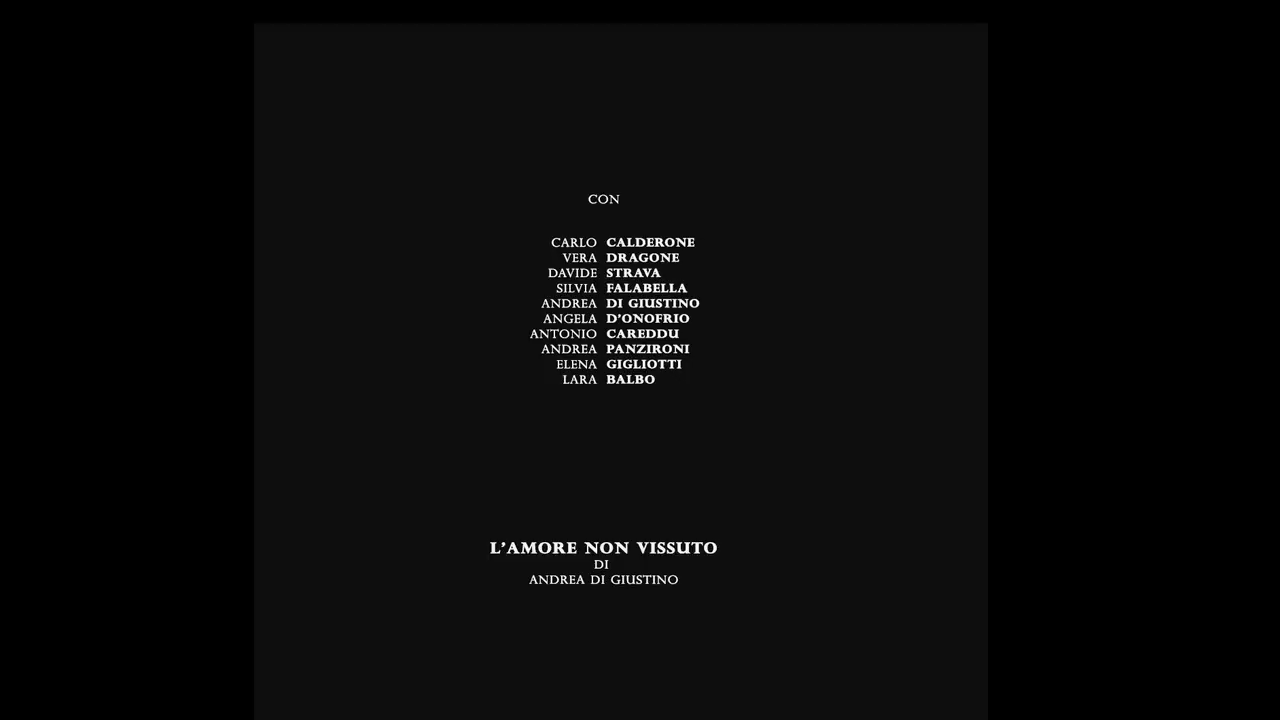 CON
CARLO CALDERONE
VERA DRAGONE
DAVIDE STRAVA
SILVIA FALABELLA
ANDREA DI GIUSTINO
ANGELA D'ONOFRIO
ANTONIO CAREDDU
ANDREA PANZIRONI
ELENA GIGLIOTTI
LARA BALBO
L'AMORE NON VISSUTO
DI
ANDREA DI GIUSTINO